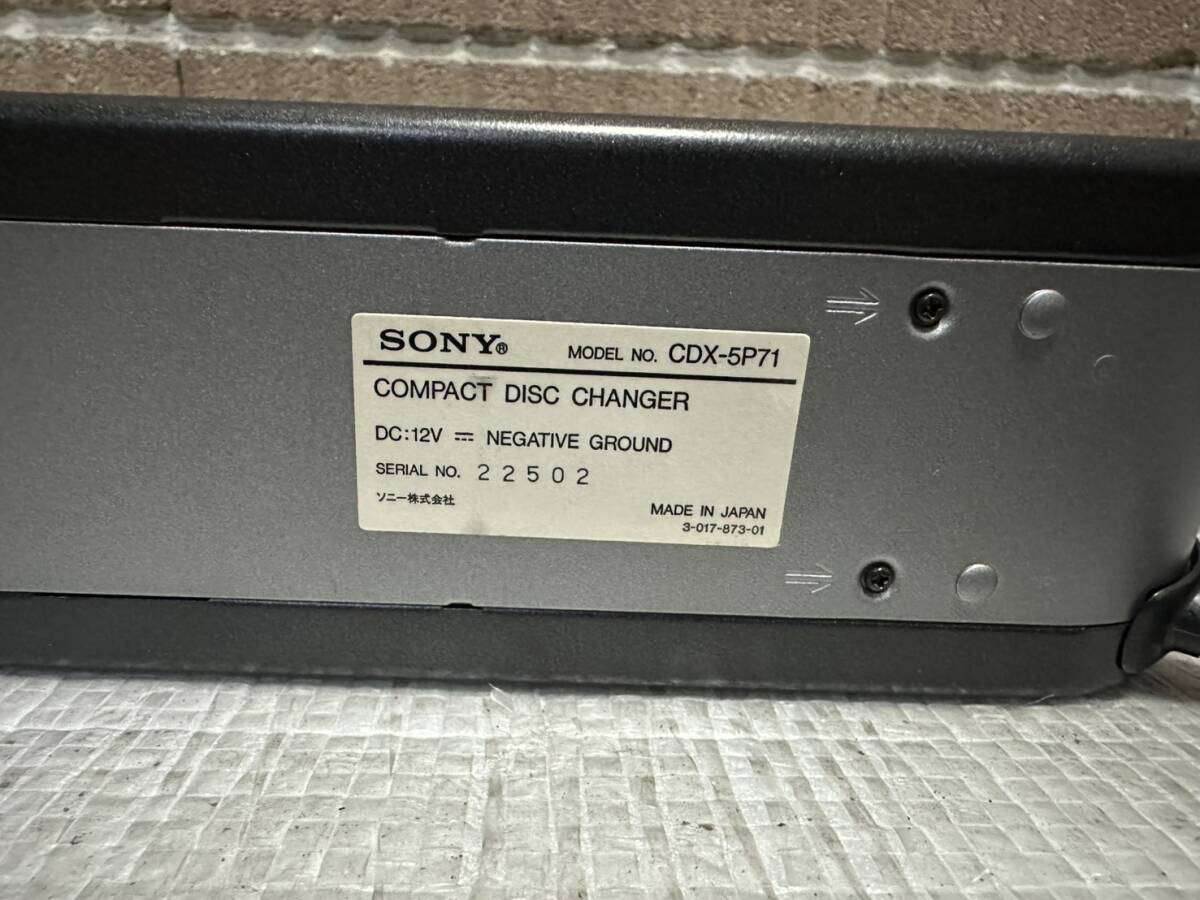 SONY®
MODEL NO. CDX-5P71
COMPACT DISC CHANGER
DC:12V ⎓ NEGATIVE GROUND
SERIAL NO. 22502
ソニー株式会社
MADE IN JAPAN
3-017-873-01